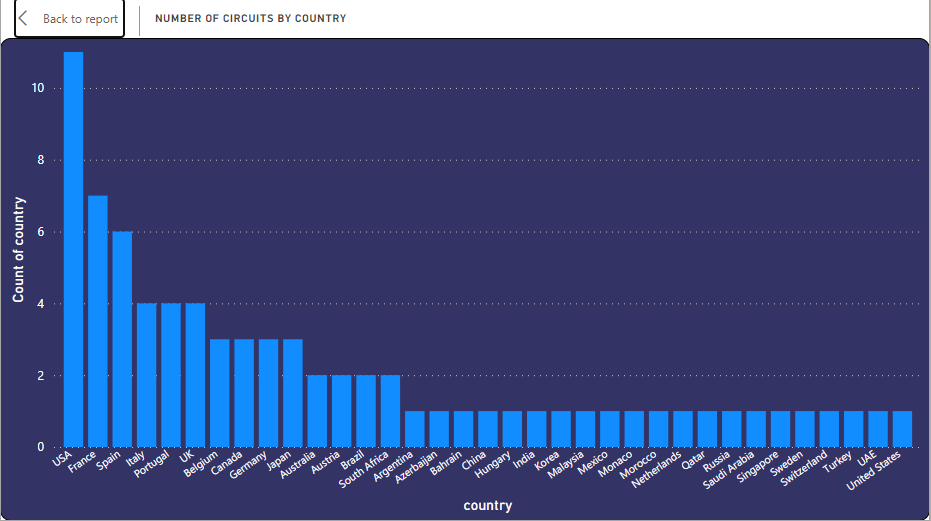 Back to report
NUMBER OF CIRCUITS BY COUNTRY
10
8
6
4
2
0
Count of country
USA
France
Spain
Italy
Portugal
UK
Belgium
Canada
Germany
Japan
Australia
Austria
Brazil
South Africa
Argentina
Azerbaijan
Bahrain
China
Hungary
India
Korea
Malaysia
Mexico
Monaco
Morocco
Netherlands
Qatar
Russia
Saudi Arabia
Singapore
Sweden
Switzerland
Turkey
UAE
United States
country